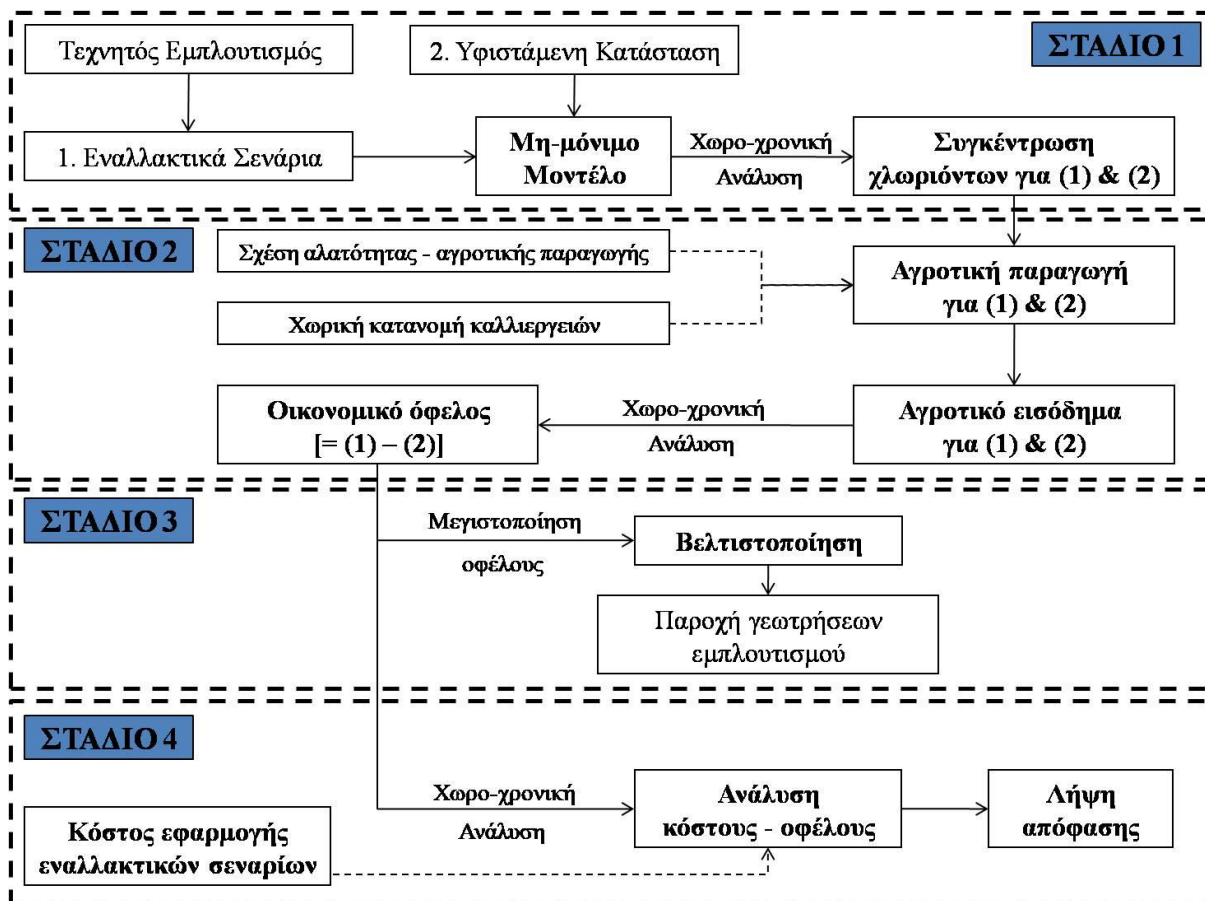 Τεχνητός Εμπλουτισμός
2. Υφιστάμενη Κατάσταση
ΣΤΑΔΙΟ 1
1. Εναλλακτικά Σενάρια
Μη-μόνιμο
Μοντέλο
Χωρο-χρονική
Ανάλυση
Συγκέντρωση
χλωριόντων για (1) & (2)
ΣΤΑΔΙΟ 2
Σχέση αλατότητας - αγροτικής παραγωγής
Χωρική κατανομή καλλιεργειών
Αγροτική παραγωγή
για (1) & (2)
Οικονομικό όφελος
[= (1) – (2)]
Χωρο-χρονική
Ανάλυση
Αγροτικό εισόδημα
για (1) & (2)
ΣΤΑΔΙΟ 3
Μεγιστοποίηση
οφέλους
Βελτιστοποίηση
Παροχή γεωτρήσεων
εμπλουτισμού
ΣΤΑΔΙΟ 4
Κόστος εφαρμογής
εναλλακτικών σεναρίων
Χωρο-χρονική
Ανάλυση
Ανάλυση
κόστους - οφέλους
Λήψη
απόφασης